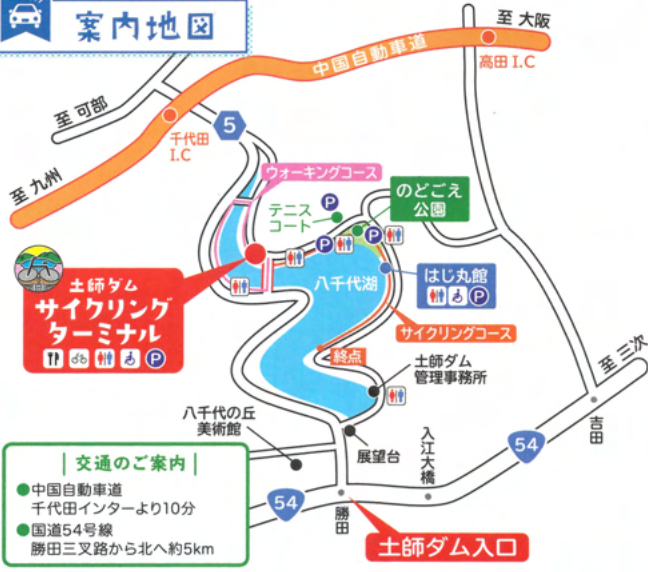 案内地図
至 大阪
中国自動車道
高田 I.C
至 可部
千代田
I.C
5
至 九州
ウォーキングコース
P
テニス
コート
のどごえ
公園
P
P
土師ダム
サイクリング
ターミナル
P
八千代湖
はじ丸館
P
サイクリングコース
終点
土師ダム
管理事務所
至 三次
八千代の丘
美術館
展望台
入江大橋
吉田
54
交通のご案内
●中国自動車道
千代田インターより10分
●国道54号線
勝田三叉路から北へ約5km
54
勝田
土師ダム入口